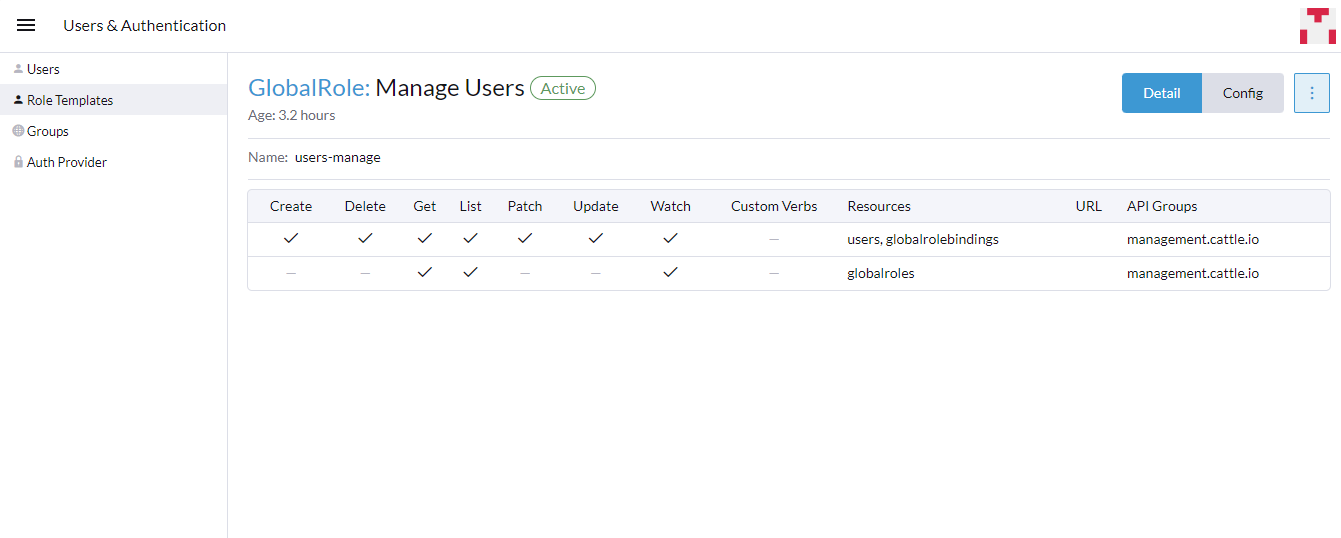 Users & Authentication
Users
Role Templates
Groups
Auth Provider
GlobalRole: Manage Users Active
Age: 3.2 hours
Detail Config
Name: users-manage
Create Delete Get List Patch Update Watch Custom Verbs Resources URL API Groups
✓ ✓ ✓ ✓ ✓ ✓ ✓ – users, globalrolebindings management.cattle.io
– – ✓ ✓ – – ✓ – globalroles management.cattle.io